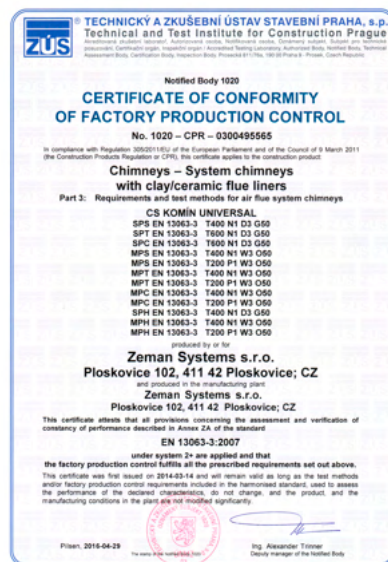 TECHNICKÝ A ZKUŠEBNÍ ÚSTAV STAVEBNÍ PRAHA, s.p.
Technical and Test Institute for Construction Prague
ZÚS
Notified Body 1020
CERTIFICATE OF CONFORMITY
OF FACTORY PRODUCTION CONTROL
No. 1020 – CPR – 0300495565
In compliance with Regulation 305/2011/EU of the European Parliament and of the Council of 9 March 2011
(the Construction Products Regulation or CPR), this certificate applies to the construction product
Chimneys – System chimneys
with clay/ceramic flue liners
Part 3: Requirements and test methods for air flue system chimneys
CS KOMÍN UNIVERSAL
SPS EN 13063-3 T400 N1 D3 G50
SPT EN 13063-3 T600 N1 D3 G50
SPC EN 13063-3 T600 N1 D3 G50
MPS EN 13063-3 T400 N1 W3 O50
MPS EN 13063-3 T200 P1 W3 O50
MPT EN 13063-3 T400 N1 W3 O50
MPT EN 13063-3 T200 P1 W3 O50
MPC EN 13063-3 T400 N1 W3 O50
MPC EN 13063-3 T200 P1 W3 O50
SPH EN 13063-3 T400 N1 D3 G50
MPH EN 13063-3 T400 N1 W3 O50
MPH EN 13063-3 T200 P1 W3 O50
produced by or for
Zeman Systems s.r.o.
Ploskovice 102, 411 42 Ploskovice; CZ
and produced in the manufacturing plant
Zeman Systems s.r.o.
Ploskovice 102, 411 42 Ploskovice; CZ
This certificate attests that all provisions concerning the assessment and verification of
constancy of performance described in Annex ZA of the standard
EN 13063-3:2007
under system 2+ are applied and that
the factory production control fulfills all the prescribed requirements set out above.
This certificate was first issued on 2014-03-14 and will remain valid as long as the test methods
and/or factory production control requirements included in the harmonised standard, used to assess
the performance of the declared characteristics, do not change, and the product, and the
manufacturing conditions in the plant are not modified significantly.
Pilsen, 2016-04-29
Ing. Alexander Trinner
Deputy manager of the Notified Body